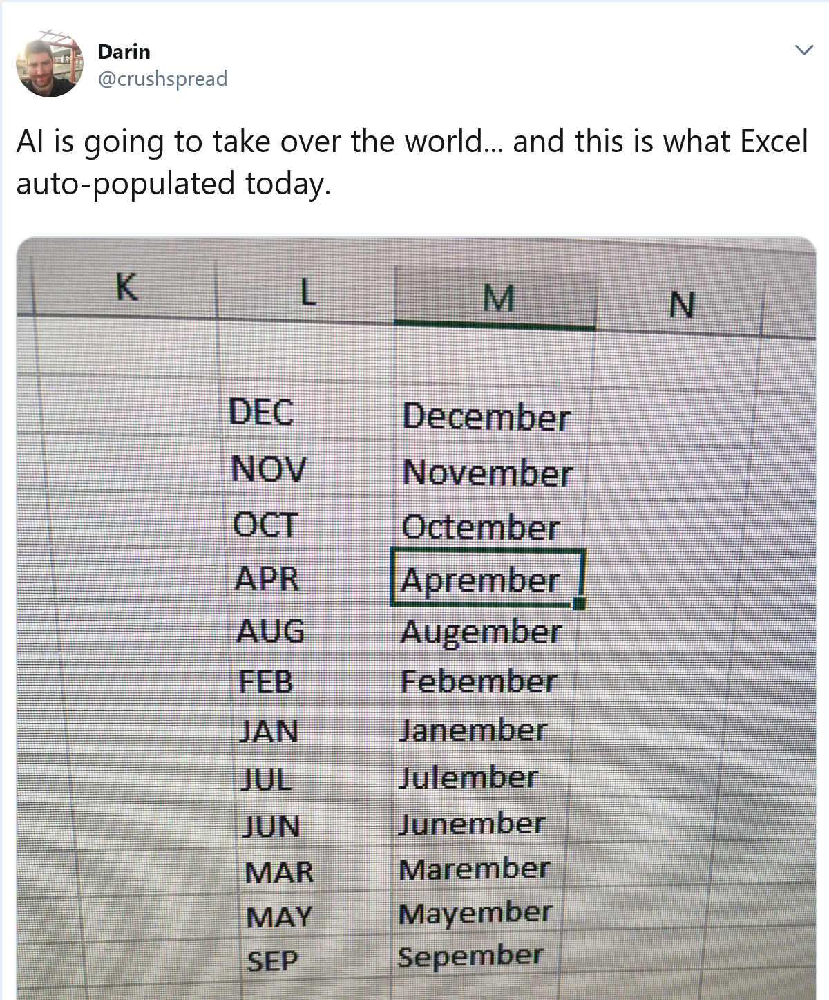 Darin
@crushspread
AI is going to take over the world... and this is what Excel
auto-populated today.
K L M N
DEC December
NOV November
OCT Octember
APR Aprember
AUG Augember
FEB Febember
JAN Janember
JUL Julember
JUN Junember
MAR Marember
MAY Mayember
SEP Sepember